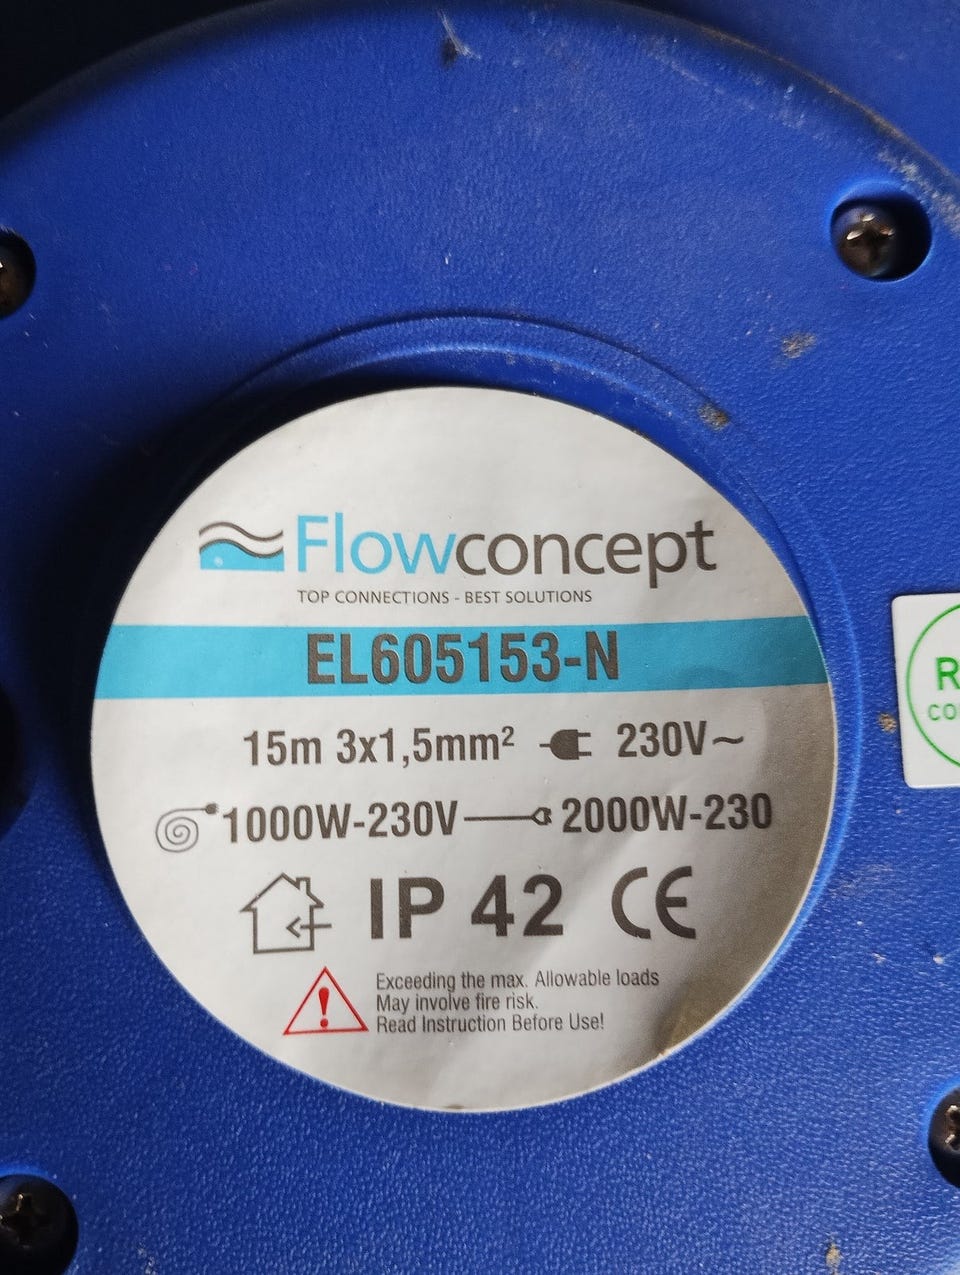 Flowconcept
TOP CONNECTIONS - BEST SOLUTIONS
EL605153-N
15m 3x1,5mm² 230V~
1000W-230V 2000W-230
IP 42 CE
Exceeding the max. Allowable loads
May involve fire risk.
Read Instruction Before Use!